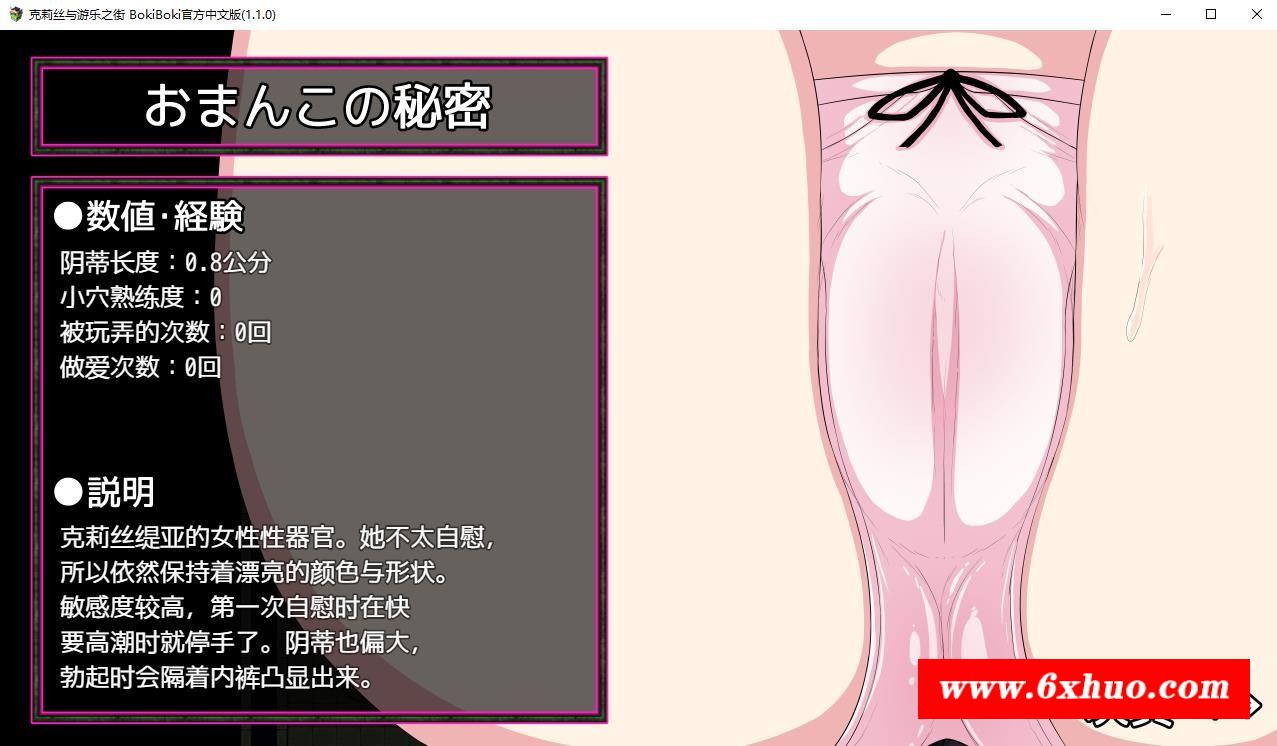 克莉丝与游乐之街 BokiBoki官方中文版(1.1.0)
おまんこの秘密
●数値·経験
阴蒂长度：0.8公分
小穴熟练度：0
被玩弄的次数：0回
做爱次数：0回
●説明
克莉丝缇亚的女性性器官。她不太自慰，
所以依然保持着漂亮的颜色与形状。
敏感度较高，第一次自慰时在快
要高潮时就停手了。阴蒂也偏大，
勃起时会隔着内裤凸显出来。
www.6xhuo.com